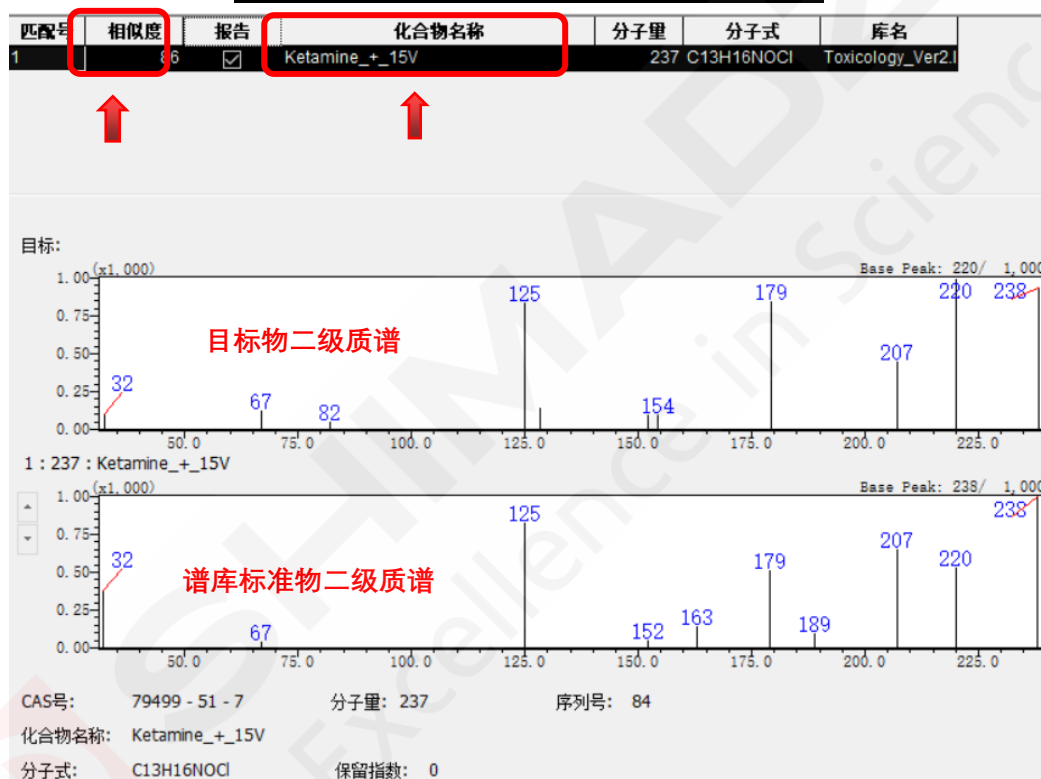 匹配号 相似度 报告 化合物名称 分子量 分子式 库名
1 86 Ketamine_+_15V 237 C13H16NOCl Toxicology_Ver2.l
目标:
(x1,000) Base Peak: 220/ 1,000
1.00 125 179 220 238
0.75 目标物二级质谱
0.50 207
0.25 32 67 82 154
0.00
50.0 75.0 100.0 125.0 150.0 175.0 200.0 225.0
1 : 237 : Ketamine_+_15V
(x1,000) Base Peak: 238/ 1,000
1.00 125 238
0.75 207
0.50 32 谱库标准物二级质谱 179 220
0.25 67 152 163 189
0.00
50.0 75.0 100.0 125.0 150.0 175.0 200.0 225.0
CAS号: 79499 - 51 - 7 分子量: 237 序列号: 84
化合物名称: Ketamine_+_15V
分子式: C13H16NOCl 保留指数: 0
SHIMADZ
Excellence in Scienc